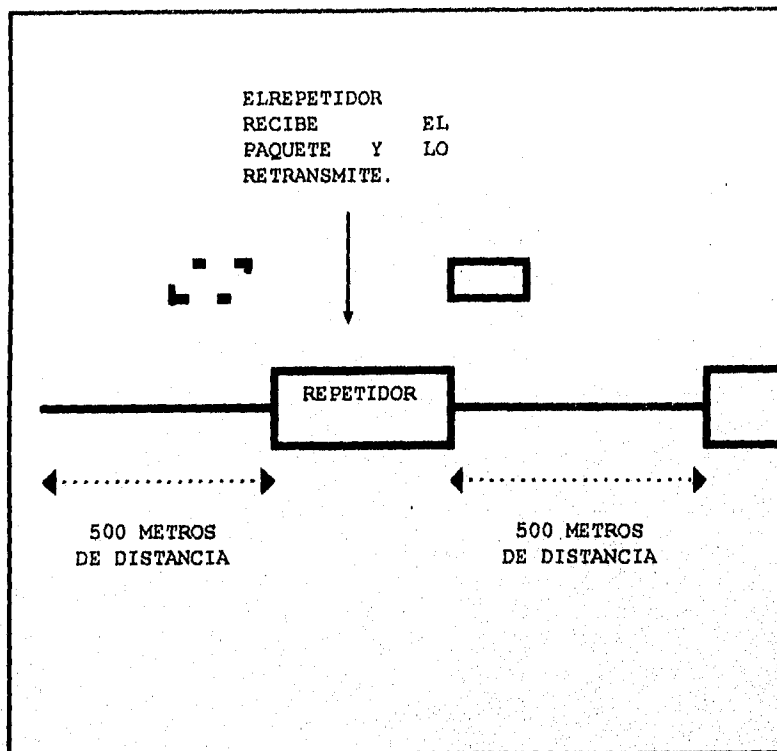 ELREPETIDOR
RECIBE EL
PAQUETE Y LO
RETRANSMITE.
REPETIDOR
500 METROS
DE DISTANCIA
500 METROS
DE DISTANCIA